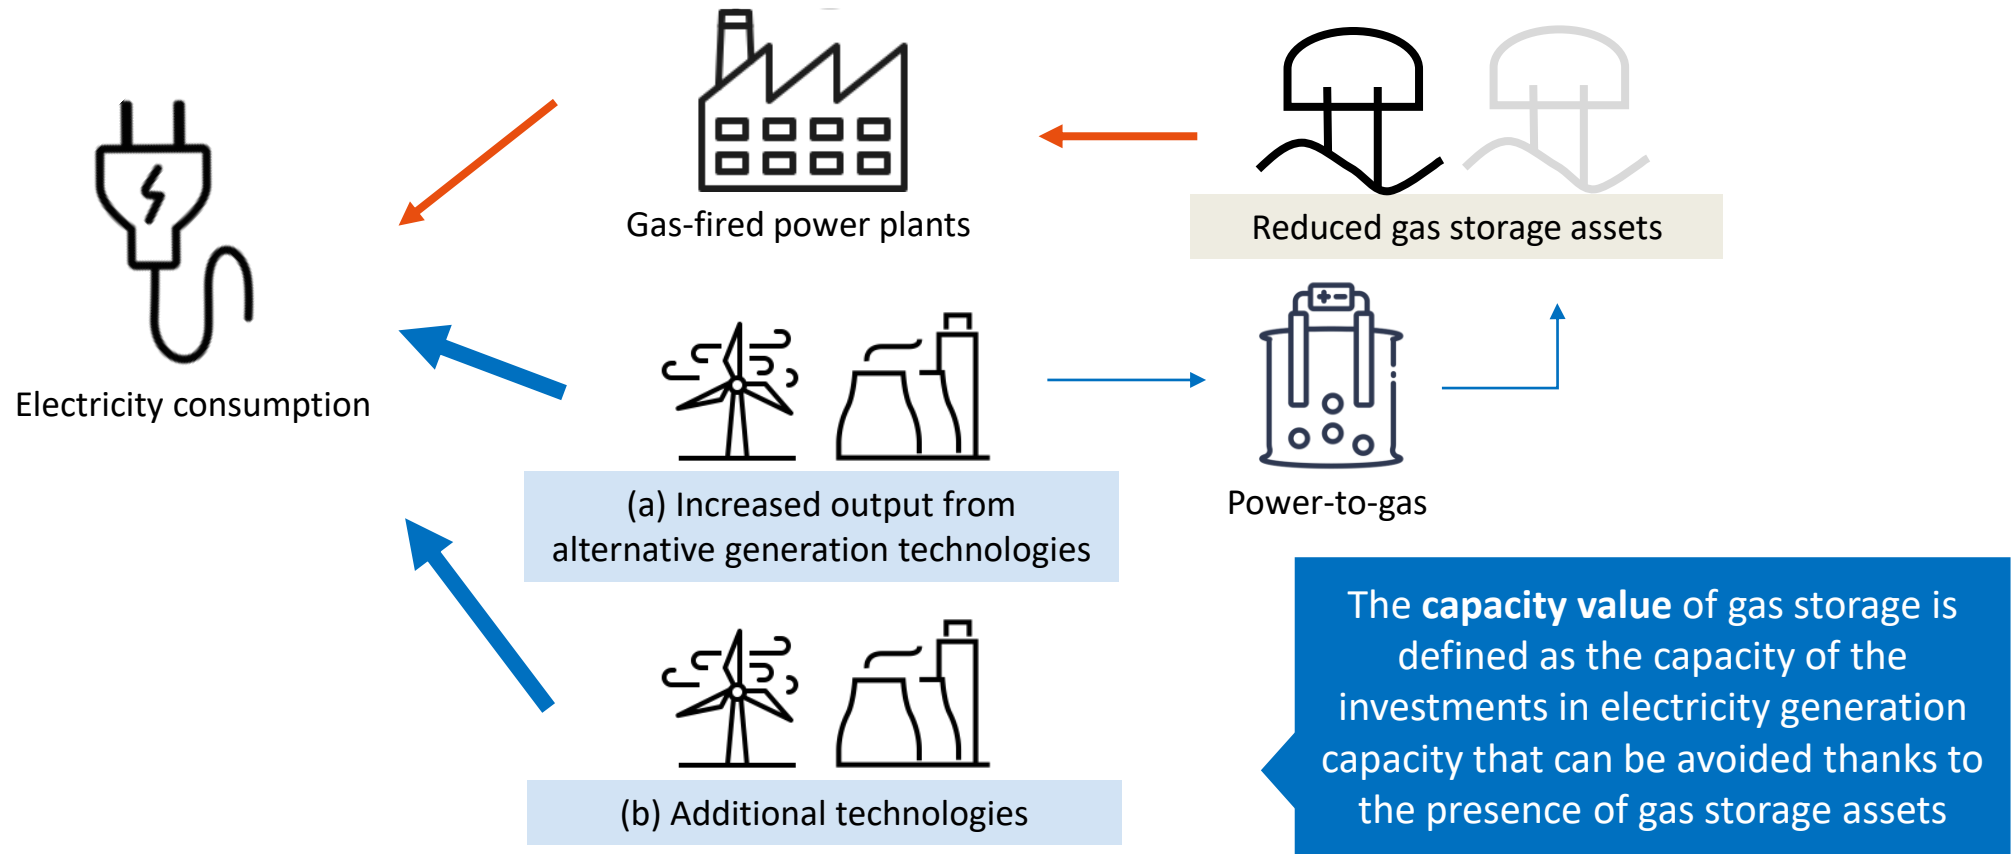 Gas-fired power plants
Reduced gas storage assets
Electricity consumption
(a) Increased output from
alternative generation technologies
Power-to-gas
(b) Additional technologies
The capacity value of gas storage is
defined as the capacity of the
investments in electricity generation
capacity that can be avoided thanks to
the presence of gas storage assets